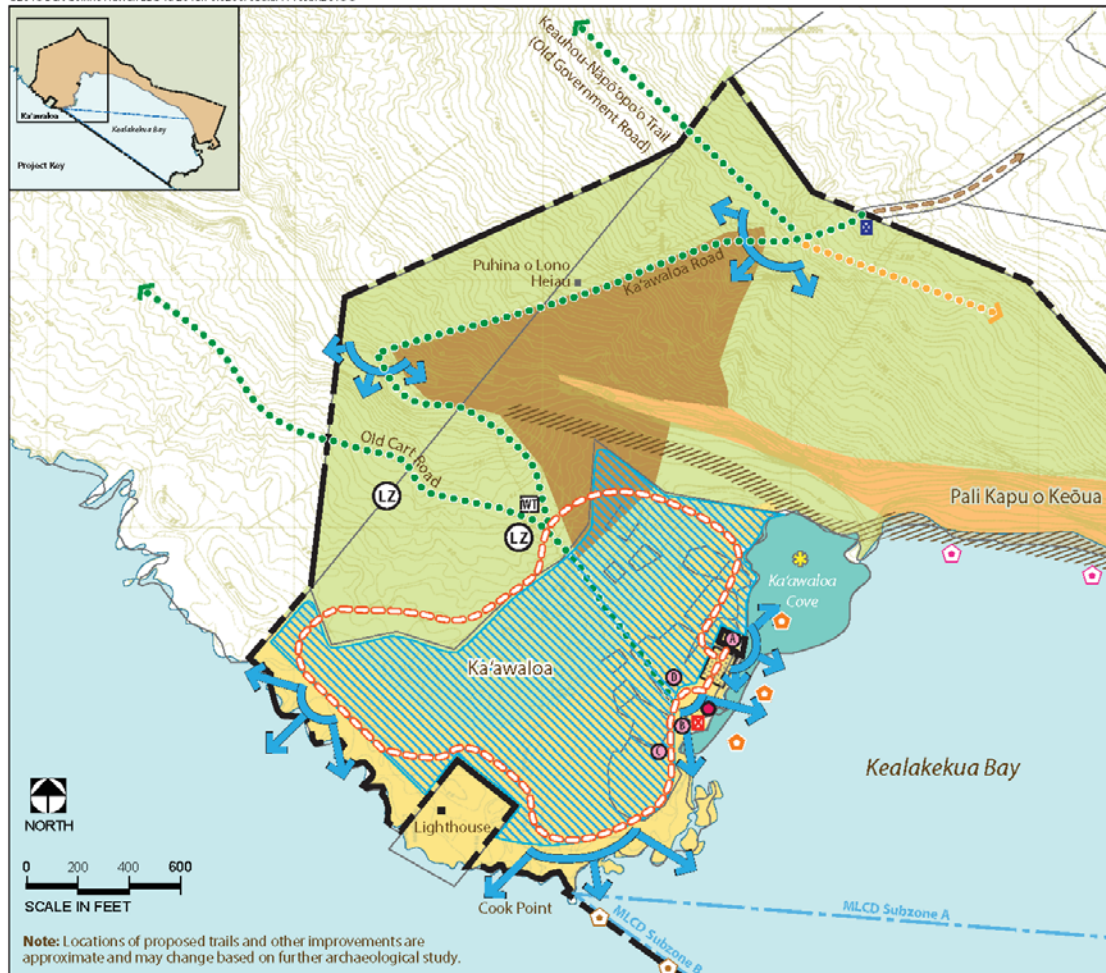 Ka'awaloa
Kealakekua Bay
Project Key
Keauhou-Nāpō'opo'o Trail
(Old Government Road)
Puhina o Lono
Heiau
Ka'awaloa Road
Old Cart Road
LZ
WT
LZ
Pali Kapu o Keōua
Ka'awaloa
Cove
A
Ka'awaloa
D
B
C
Kealakekua Bay
NORTH
Lighthouse
0 200 400 600
SCALE IN FEET
Cook Point
MLCD Subzone A
MLCD Subzone B
Note: Locations of proposed trails and other improvements are
approximate and may change based on further archaeological study.